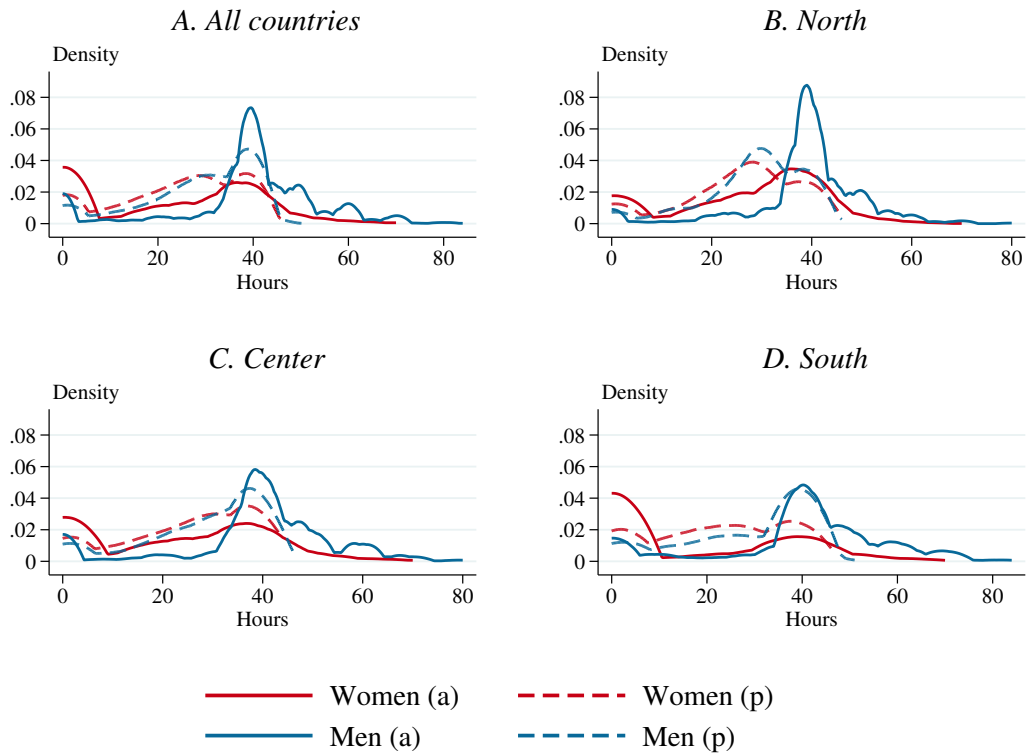 A. All countries
Density
.08
.06
.04
.02
0
0 20 40 60 80
Hours
B. North
Density
.08
.06
.04
.02
0
0 20 40 60 80
Hours
C. Center
Density
.08
.06
.04
.02
0
0 20 40 60 80
Hours
D. South
Density
.08
.06
.04
.02
0
0 20 40 60 80
Hours
Women (a) Women (p)
Men (a) Men (p)